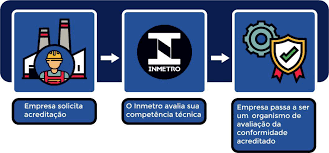 INMETRO
Empresa solicita
acreditação
O Inmetro avalia sua
competência técnica
Empresa passa a ser
um organismo de
avaliação da
conformidade
acreditado